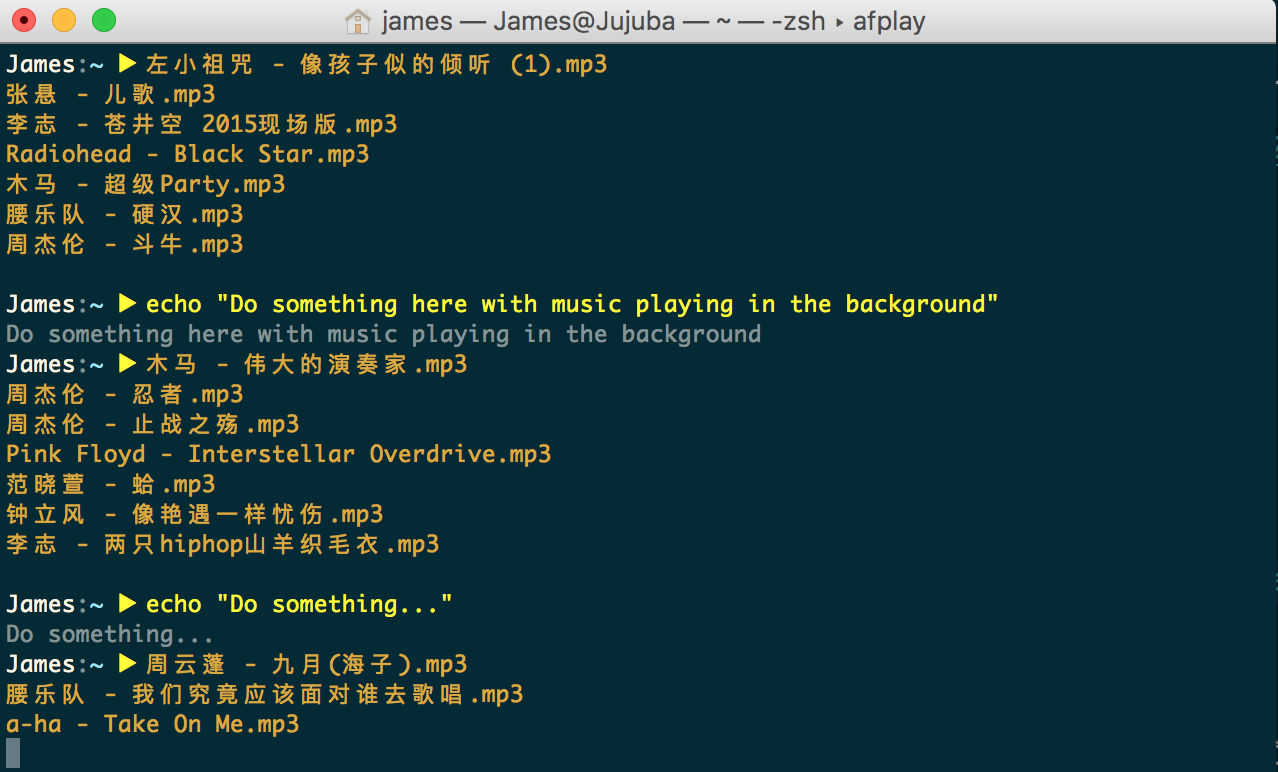 james — James@Jujuba — ~ — -zsh ▸ afplay
James:~ ▶ 左小祖咒 - 像孩子似的倾听 (1).mp3
张悬 - 儿歌.mp3
李志 - 苍井空 2015现场版.mp3
Radiohead - Black Star.mp3
木马 - 超级Party.mp3
腰乐队 - 硬汉.mp3
周杰伦 - 斗牛.mp3
James:~ ▶ echo "Do something here with music playing in the background"
Do something here with music playing in the background
James:~ ▶ 木马 - 伟大的演奏家.mp3
周杰伦 - 忍者.mp3
周杰伦 - 止战之殇.mp3
Pink Floyd - Interstellar Overdrive.mp3
范晓萱 - 蛤.mp3
钟立风 - 像艳遇一样忧伤.mp3
李志 - 两只hiphop山羊织毛衣.mp3
James:~ ▶ echo "Do something..."
Do something...
James:~ ▶ 周云蓬 - 九月(海子).mp3
腰乐队 - 我们究竟应该面对谁去歌唱.mp3
a-ha - Take On Me.mp3